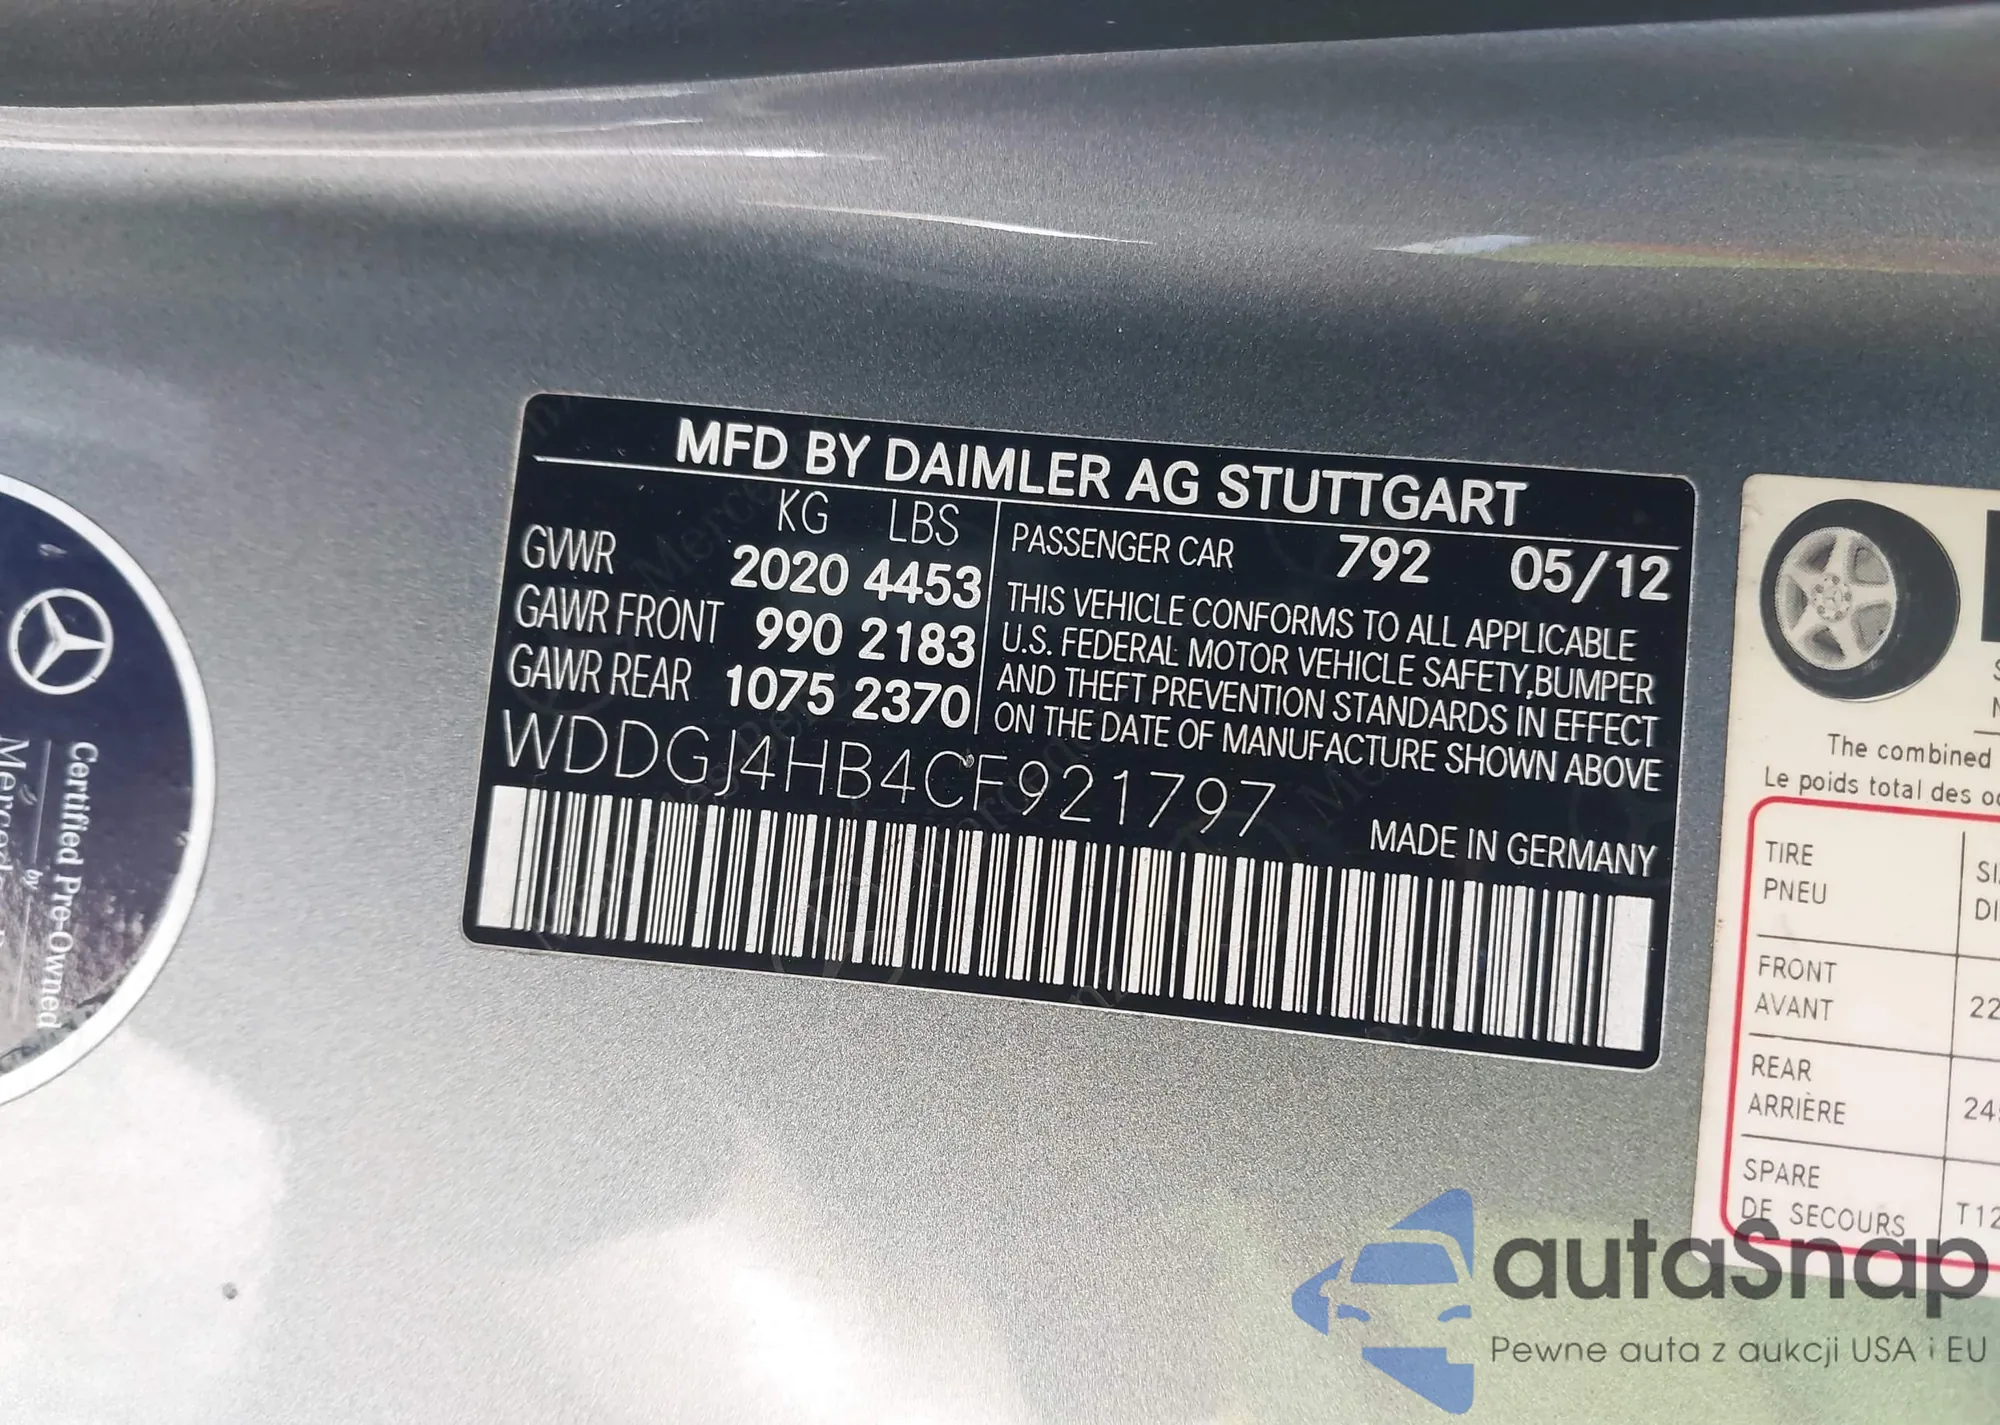 MFD BY DAIMLER AG STUTTGART
KG LBS
GVWR 2020 4453
GAWR FRONT 990 2183
GAWR REAR 1075 2370
PASSENGER CAR 792 05/12
THIS VEHICLE CONFORMS TO ALL APPLICABLE
U.S. FEDERAL MOTOR VEHICLE SAFETY,BUMPER
AND THEFT PREVENTION STANDARDS IN EFFECT
ON THE DATE OF MANUFACTURE SHOWN ABOVE
WDDGJ4HB4CF921797
MADE IN GERMANY
Certified Pre-Owned
by
The combined
Le poids total des
TIRE
PNEU
FRONT
AVANT
REAR
ARRIÈRE
SPARE
DE SECOURS
autaSnap
Pewne auta z aukcji USA i EU